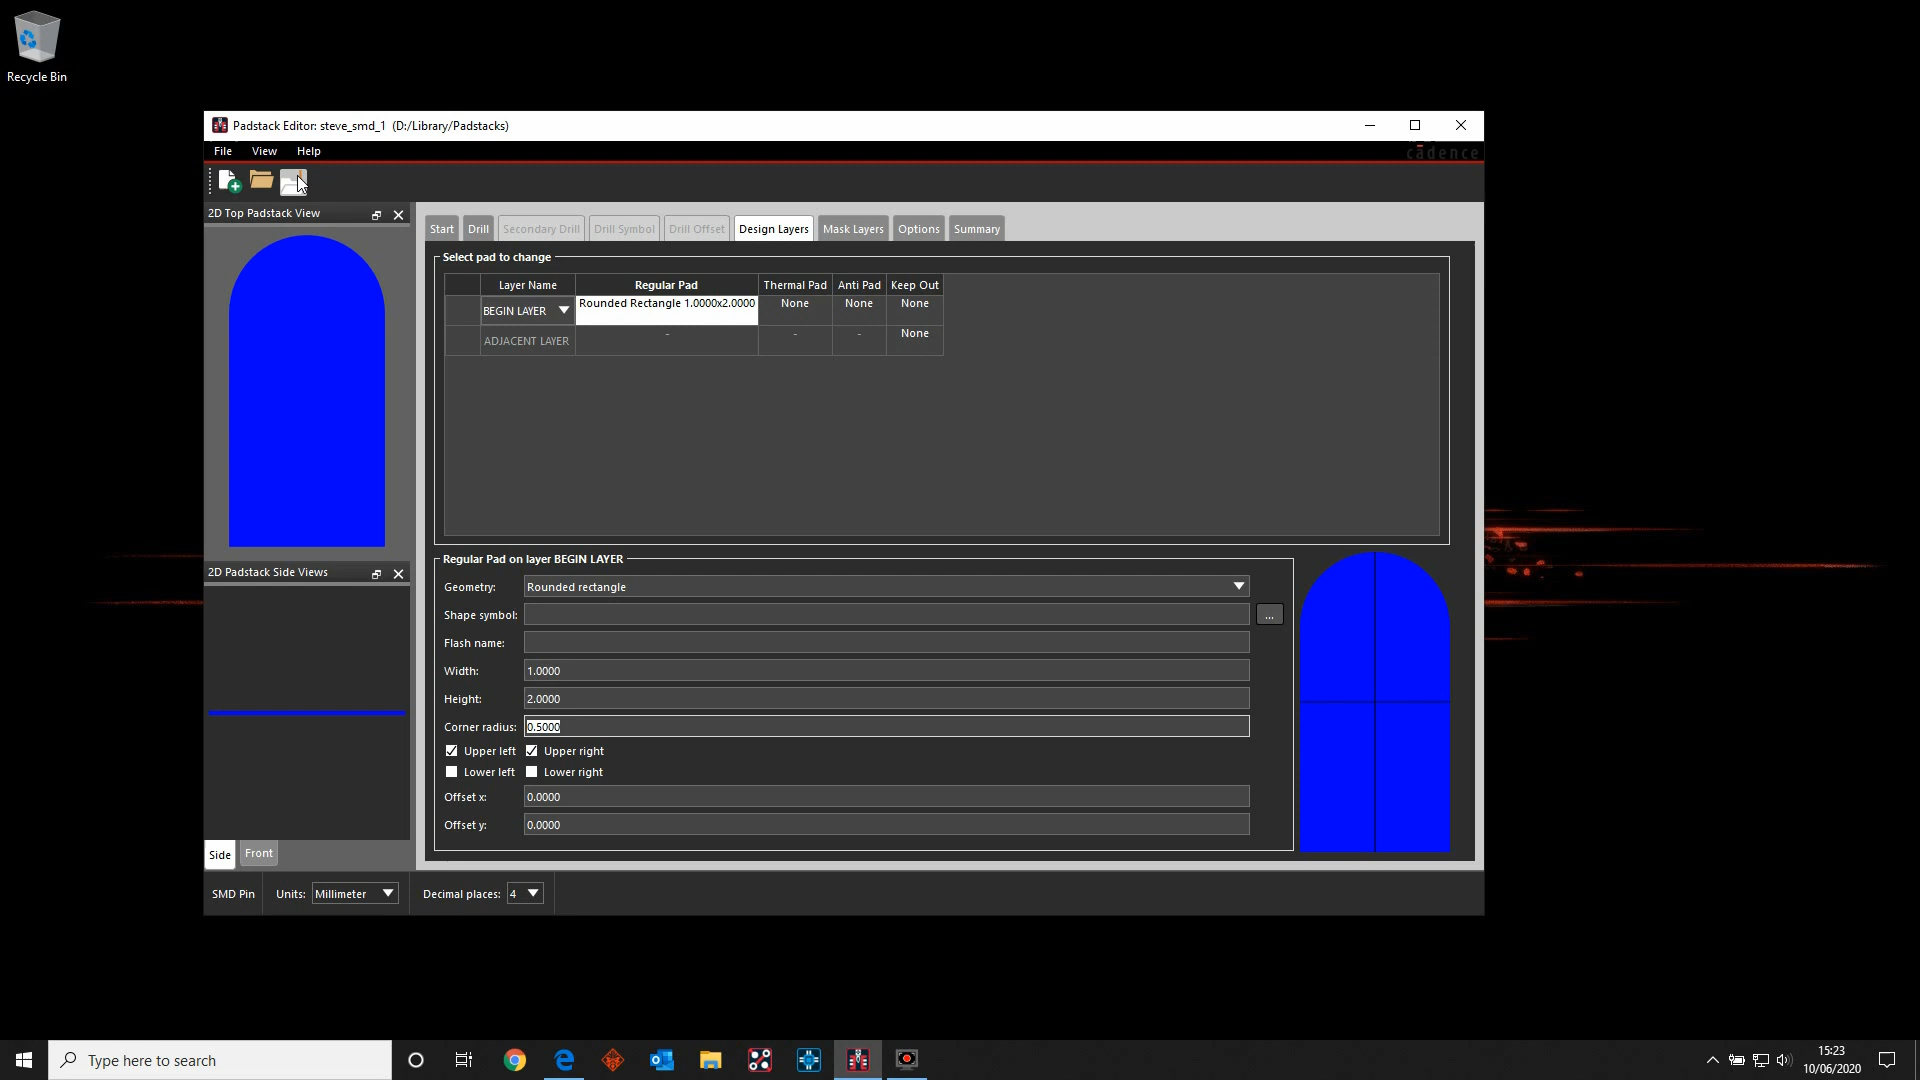 Recycle Bin
Padstack Editor: steve_smd_1 (D:/Library/Padstacks)
File View Help
cādence
2D Top Padstack View
Start Drill Secondary Drill Drill Symbol Drill Offset Design Layers Mask Layers Options Summary
Select pad to change
Layer Name Regular Pad Thermal Pad Anti Pad Keep Out
BEGIN LAYER Rounded Rectangle 1.0000x2.0000 None None None
ADJACENT LAYER - - - None
2D Padstack Side Views
Regular Pad on layer BEGIN LAYER
Geometry: Rounded rectangle
Shape symbol: ...
Flash name:
Width: 1.0000
Height: 2.0000
Corner radius: 0.5000
Upper left Upper right
Lower left Lower right
Offset x: 0.0000
Offset y: 0.0000
Side Front
SMD Pin Units: Millimeter Decimal places: 4
Type here to search
15:23
10/06/2020